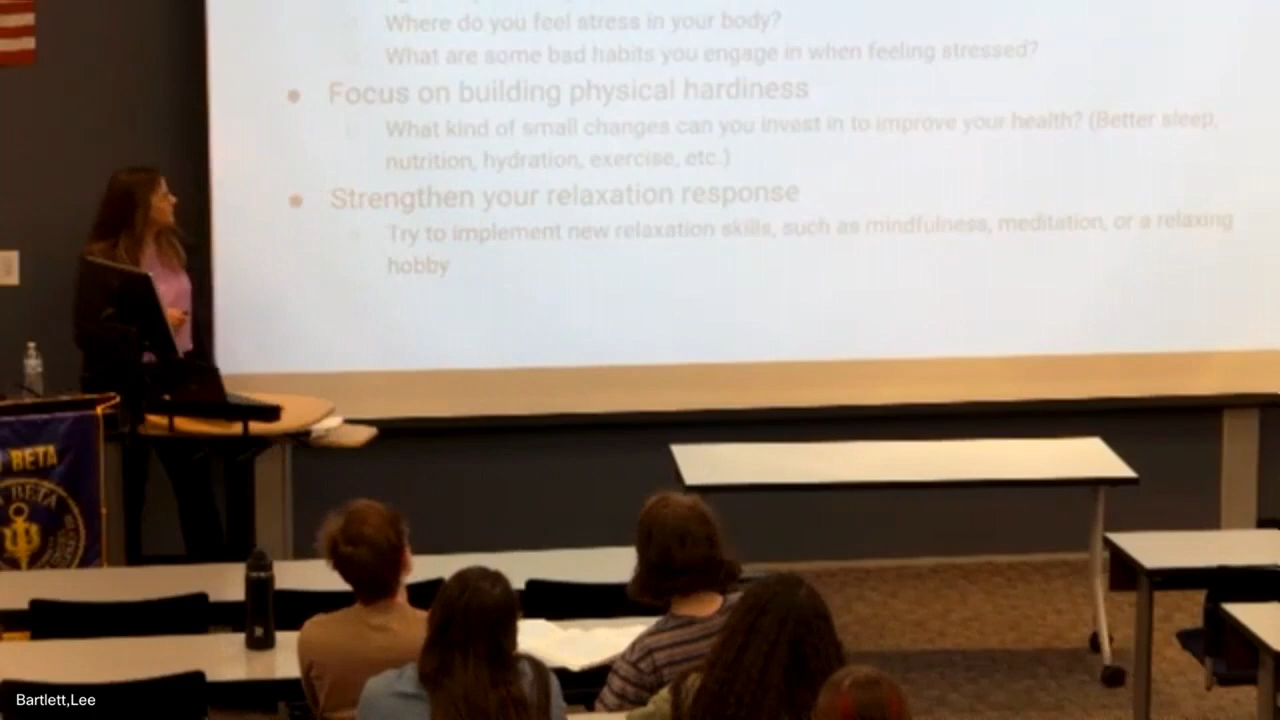 Where do you feel stress in your body?
What are some bad habits you engage in when feeling stressed?
● Focus on building physical hardiness
What kind of small changes can you invest in to improve your health? (Better sleep,
nutrition, hydration, exercise, etc.)
● Strengthen your relaxation response
Try to implement new relaxation skills, such as mindfulness, meditation, or a relaxing
hobby
BETA
BETA
Bartlett,Lee